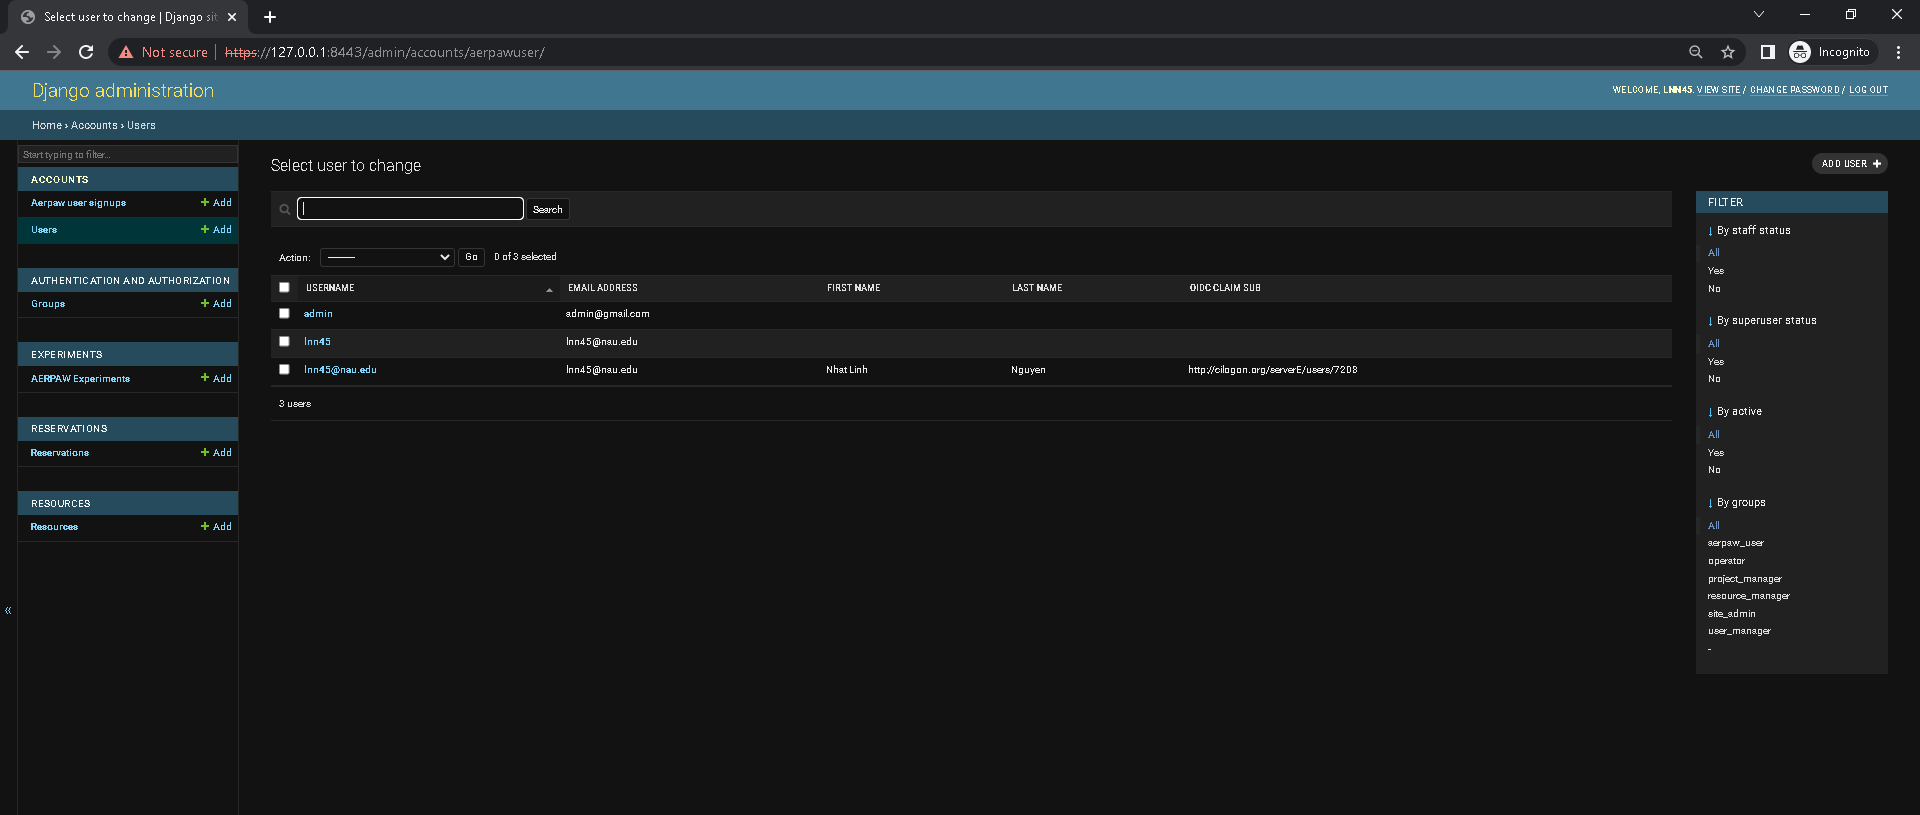 Select user to change | Django sit
Not secure https://127.0.0.1:8443/admin/accounts/aerpawuser/ Incognito
Django administration
WELCOME, LNN45. VIEW SITE / CHANGE PASSWORD / LOG OUT
Home › Accounts › Users
Start typing to filter...
ACCOUNTS
Aerpaw user signups + Add
Users + Add
AUTHENTICATION AND AUTHORIZATION
Groups + Add
EXPERIMENTS
AERPAW Experiments + Add
RESERVATIONS
Reservations + Add
RESOURCES
Resources + Add
«
Select user to change
ADD USER +
Search
Action: --------- Go 0 of 3 selected
USERNAME EMAIL ADDRESS FIRST NAME LAST NAME OIDC CLAIM SUB
admin admin@gmail.com
lnn45 lnn45@nau.edu
lnn45@nau.edu lnn45@nau.edu Nhat Linh Nguyen http://cilogon.org/serverE/users/7208
3 users
FILTER
↓ By staff status
All
Yes
No
↓ By superuser status
All
Yes
No
↓ By active
All
Yes
No
↓ By groups
All
aerpaw_user
operator
project_manager
resource_manager
site_admin
user_manager
-